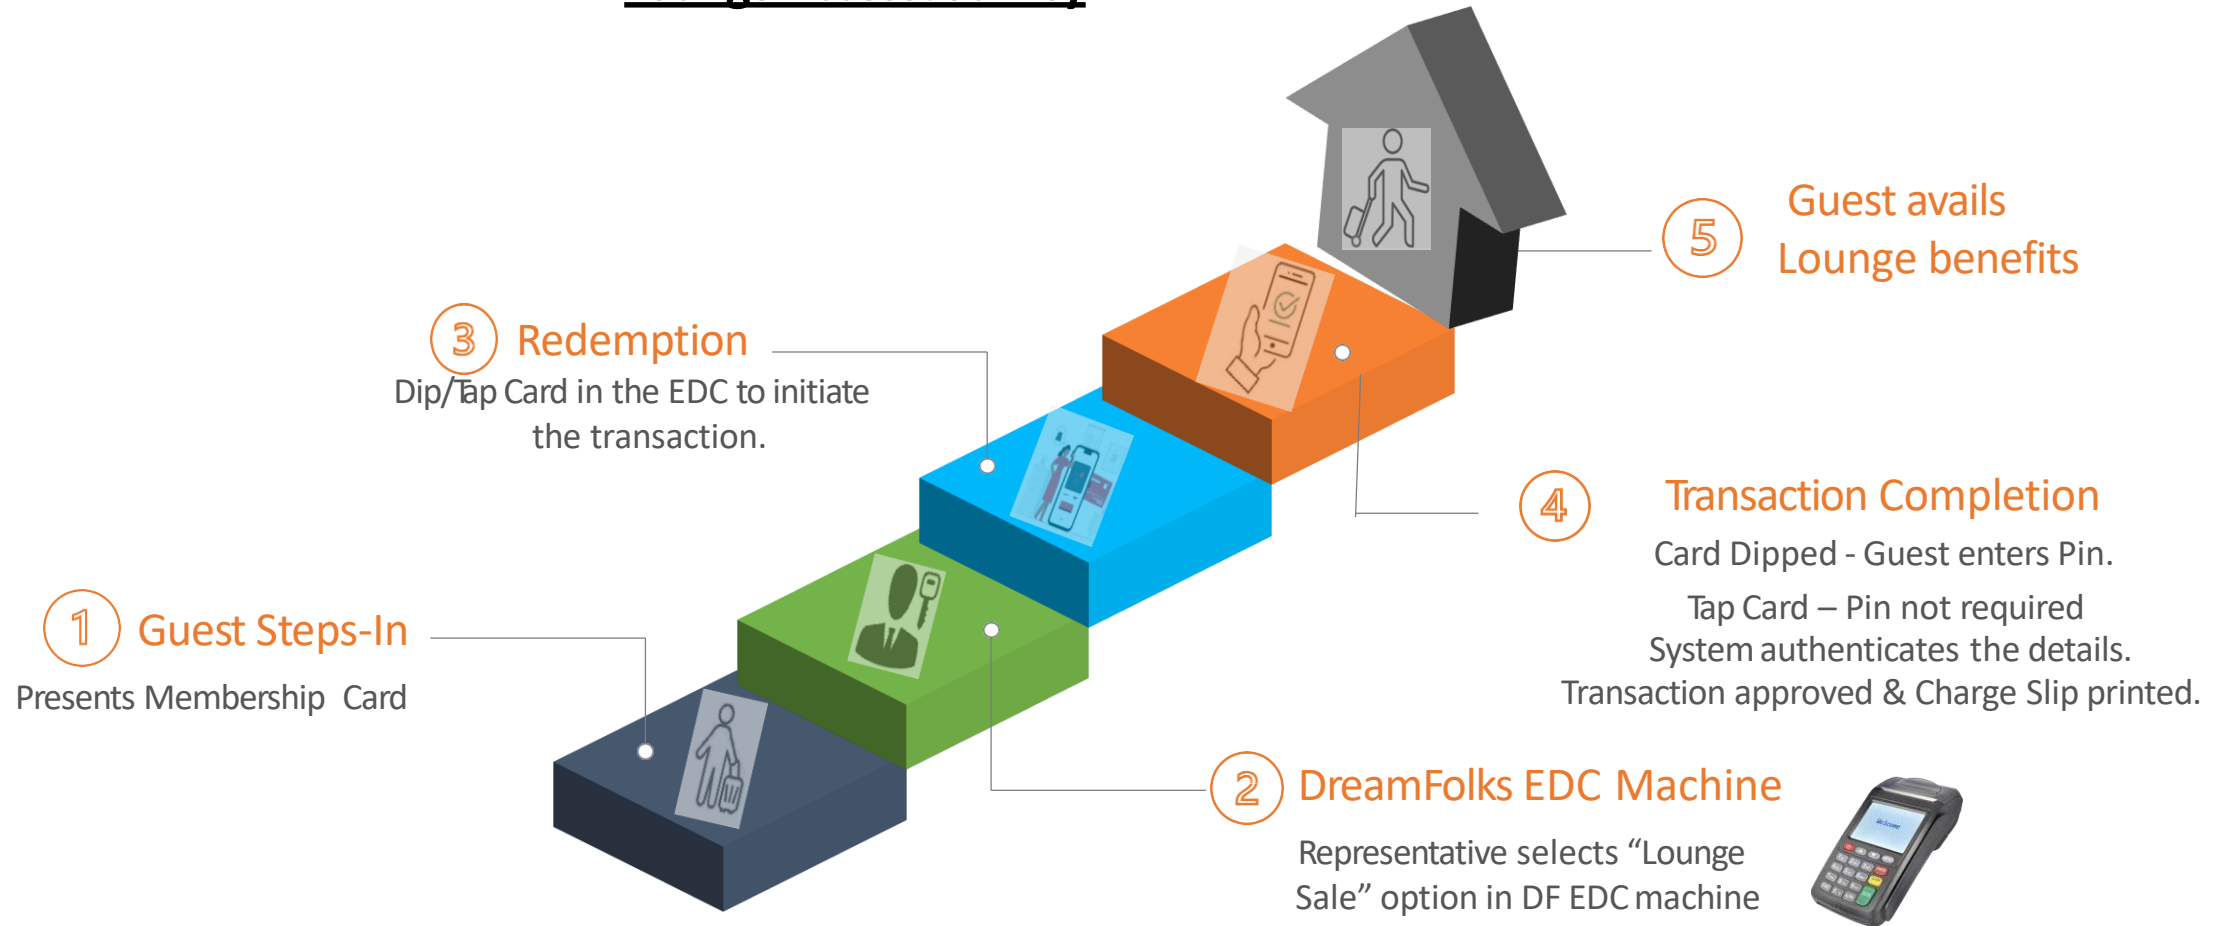 1 Guest Steps-In
Presents Membership Card
2 DreamFolks EDC Machine
Representative selects “Lounge
Sale” option in DF EDC machine
3 Redemption
Dip/Tap Card in the EDC to initiate
the transaction.
4 Transaction Completion
Card Dipped - Guest enters Pin.
Tap Card – Pin not required
System authenticates the details.
Transaction approved & Charge Slip printed.
5 Guest avails
Lounge benefits
Welcome